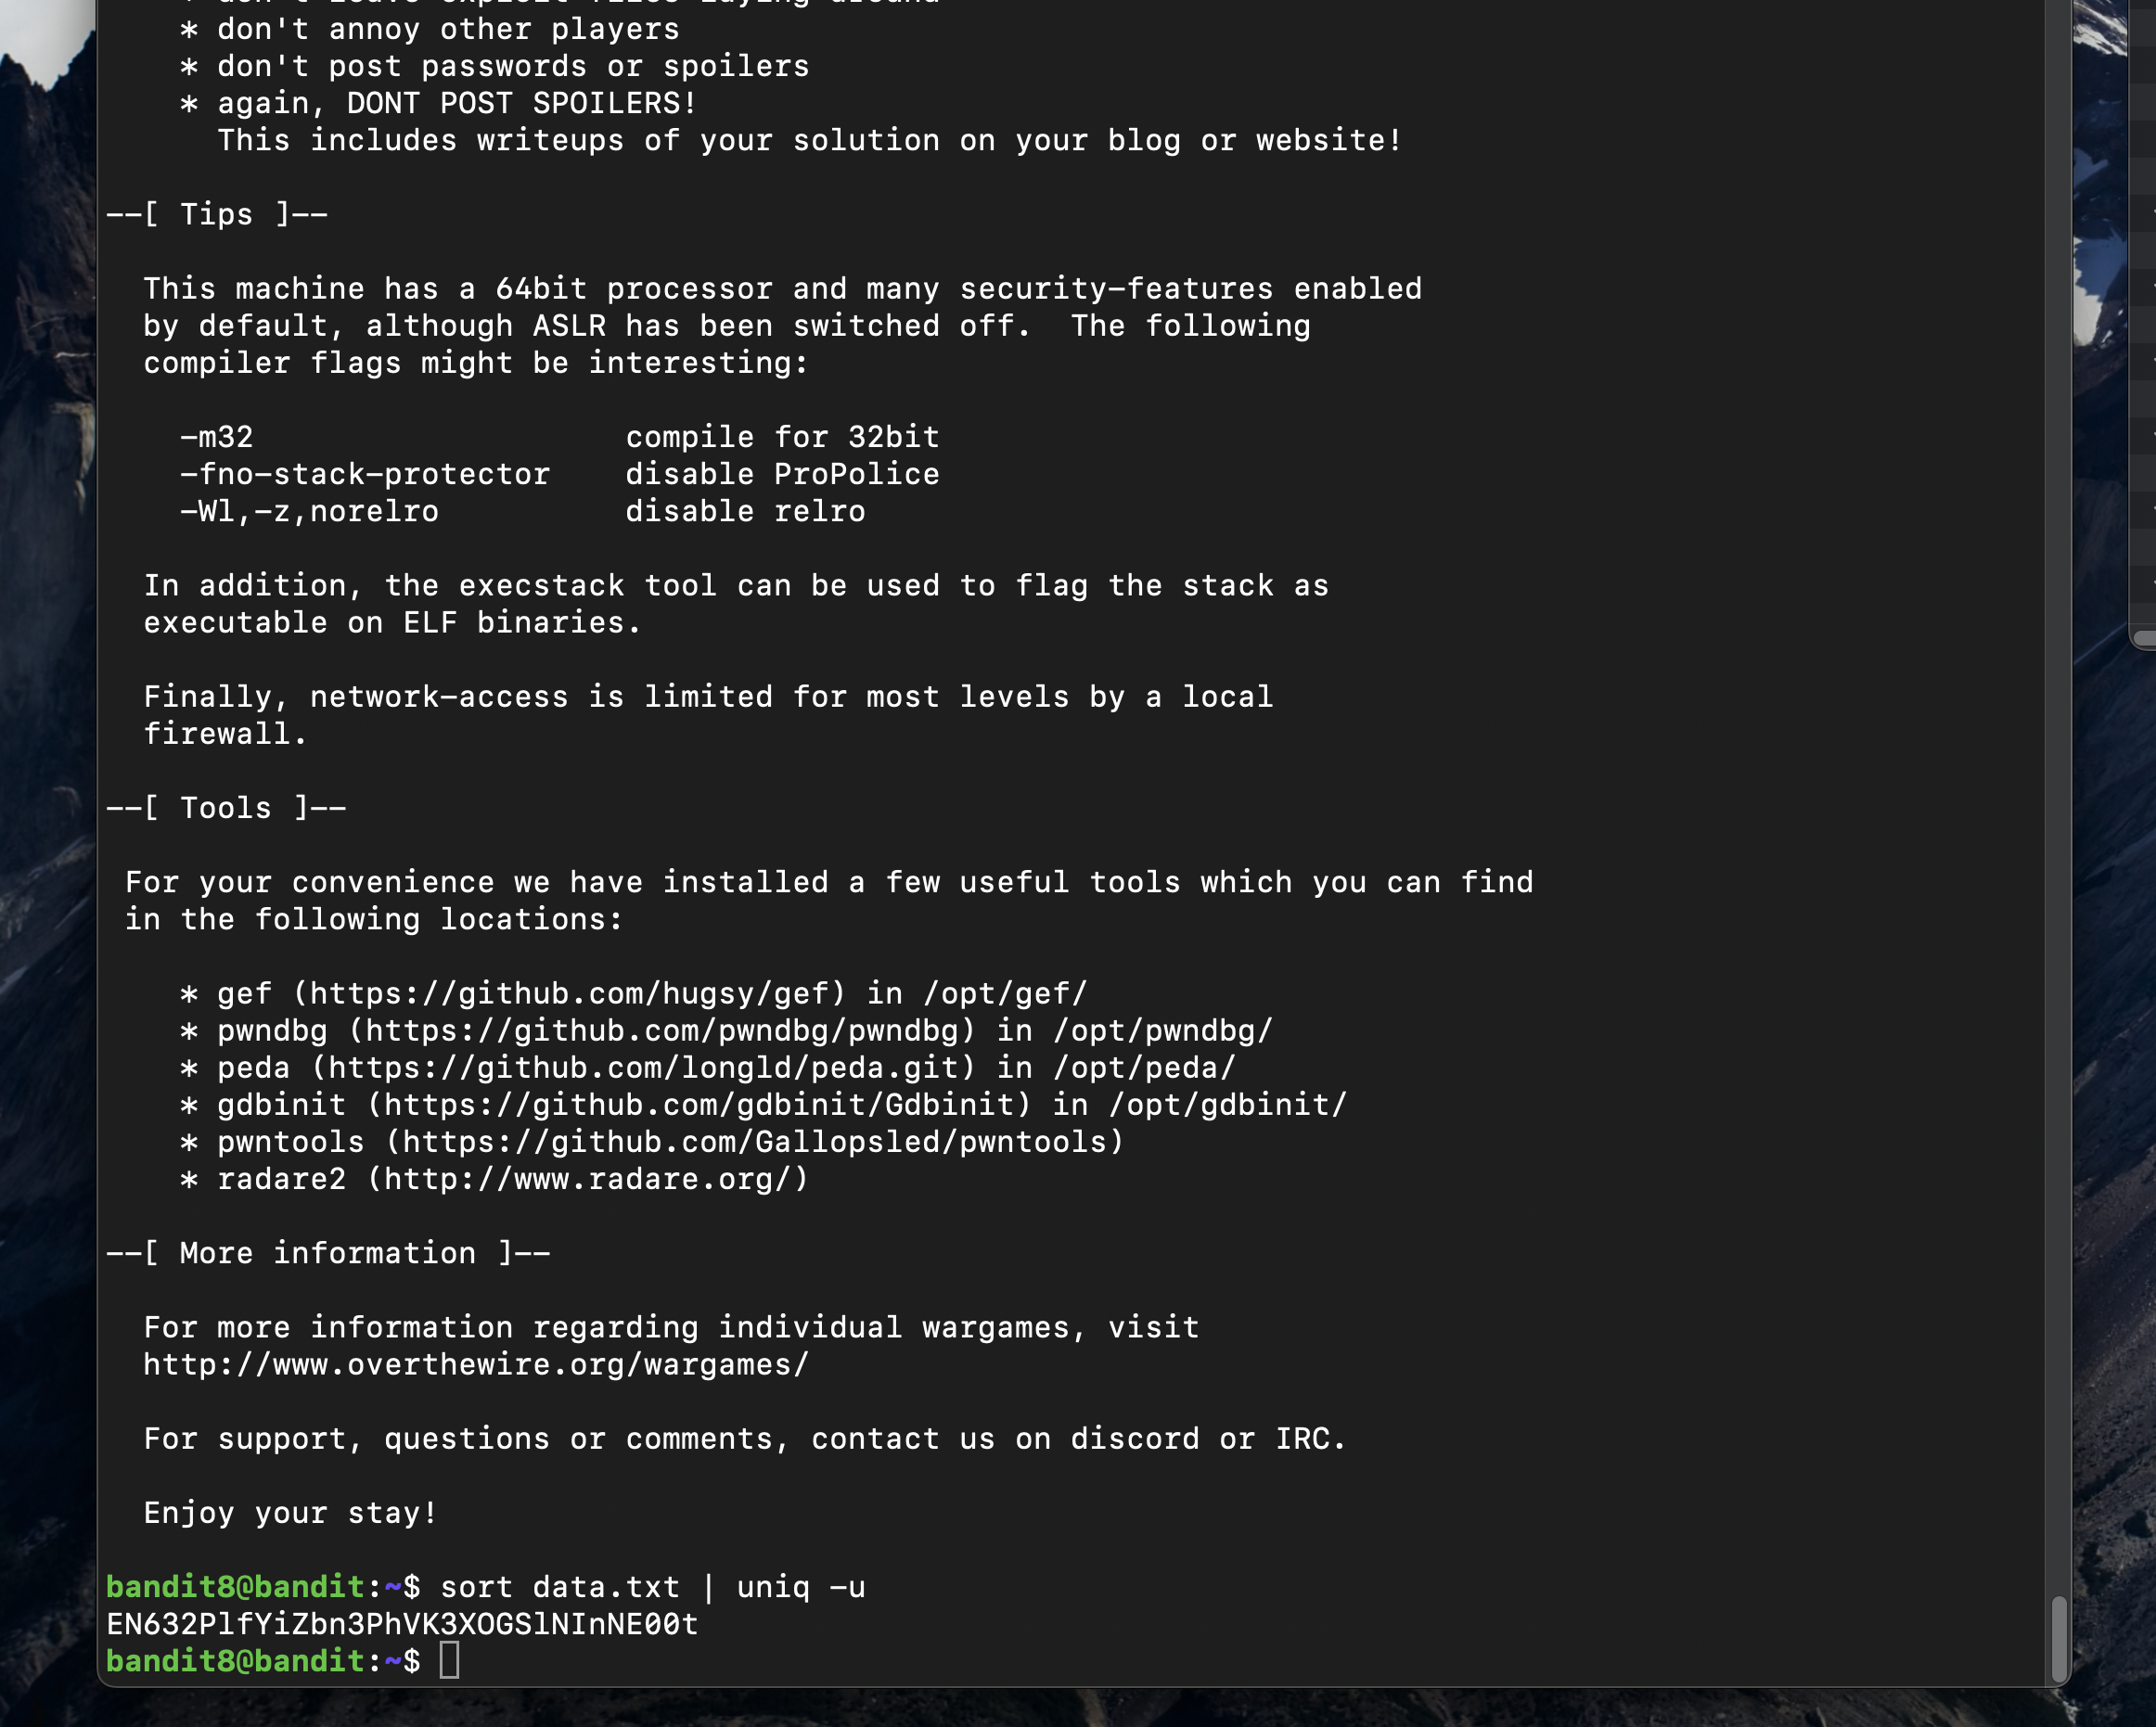 * don't annoy other players
* don't post passwords or spoilers
* again, DONT POST SPOILERS!
This includes writeups of your solution on your blog or website!
--[ Tips ]--
This machine has a 64bit processor and many security-features enabled
by default, although ASLR has been switched off.  The following
compiler flags might be interesting:
-m32                    compile for 32bit
-fno-stack-protector    disable ProPolice
-Wl,-z,norelro          disable relro
In addition, the execstack tool can be used to flag the stack as
executable on ELF binaries.
Finally, network-access is limited for most levels by a local
firewall.
--[ Tools ]--
For your convenience we have installed a few useful tools which you can find
in the following locations:
* gef (https://github.com/hugsy/gef) in /opt/gef/
* pwndbg (https://github.com/pwndbg/pwndbg) in /opt/pwndbg/
* peda (https://github.com/longld/peda.git) in /opt/peda/
* gdbinit (https://github.com/gdbinit/Gdbinit) in /opt/gdbinit/
* pwntools (https://github.com/Gallopsled/pwntools)
* radare2 (http://www.radare.org/)
--[ More information ]--
For more information regarding individual wargames, visit
http://www.overthewire.org/wargames/
For support, questions or comments, contact us on discord or IRC.
Enjoy your stay!
bandit8@bandit:~$ sort data.txt | uniq -u
EN632PlfYiZbn3PhVK3XOGSlNInNE00t
bandit8@bandit:~$